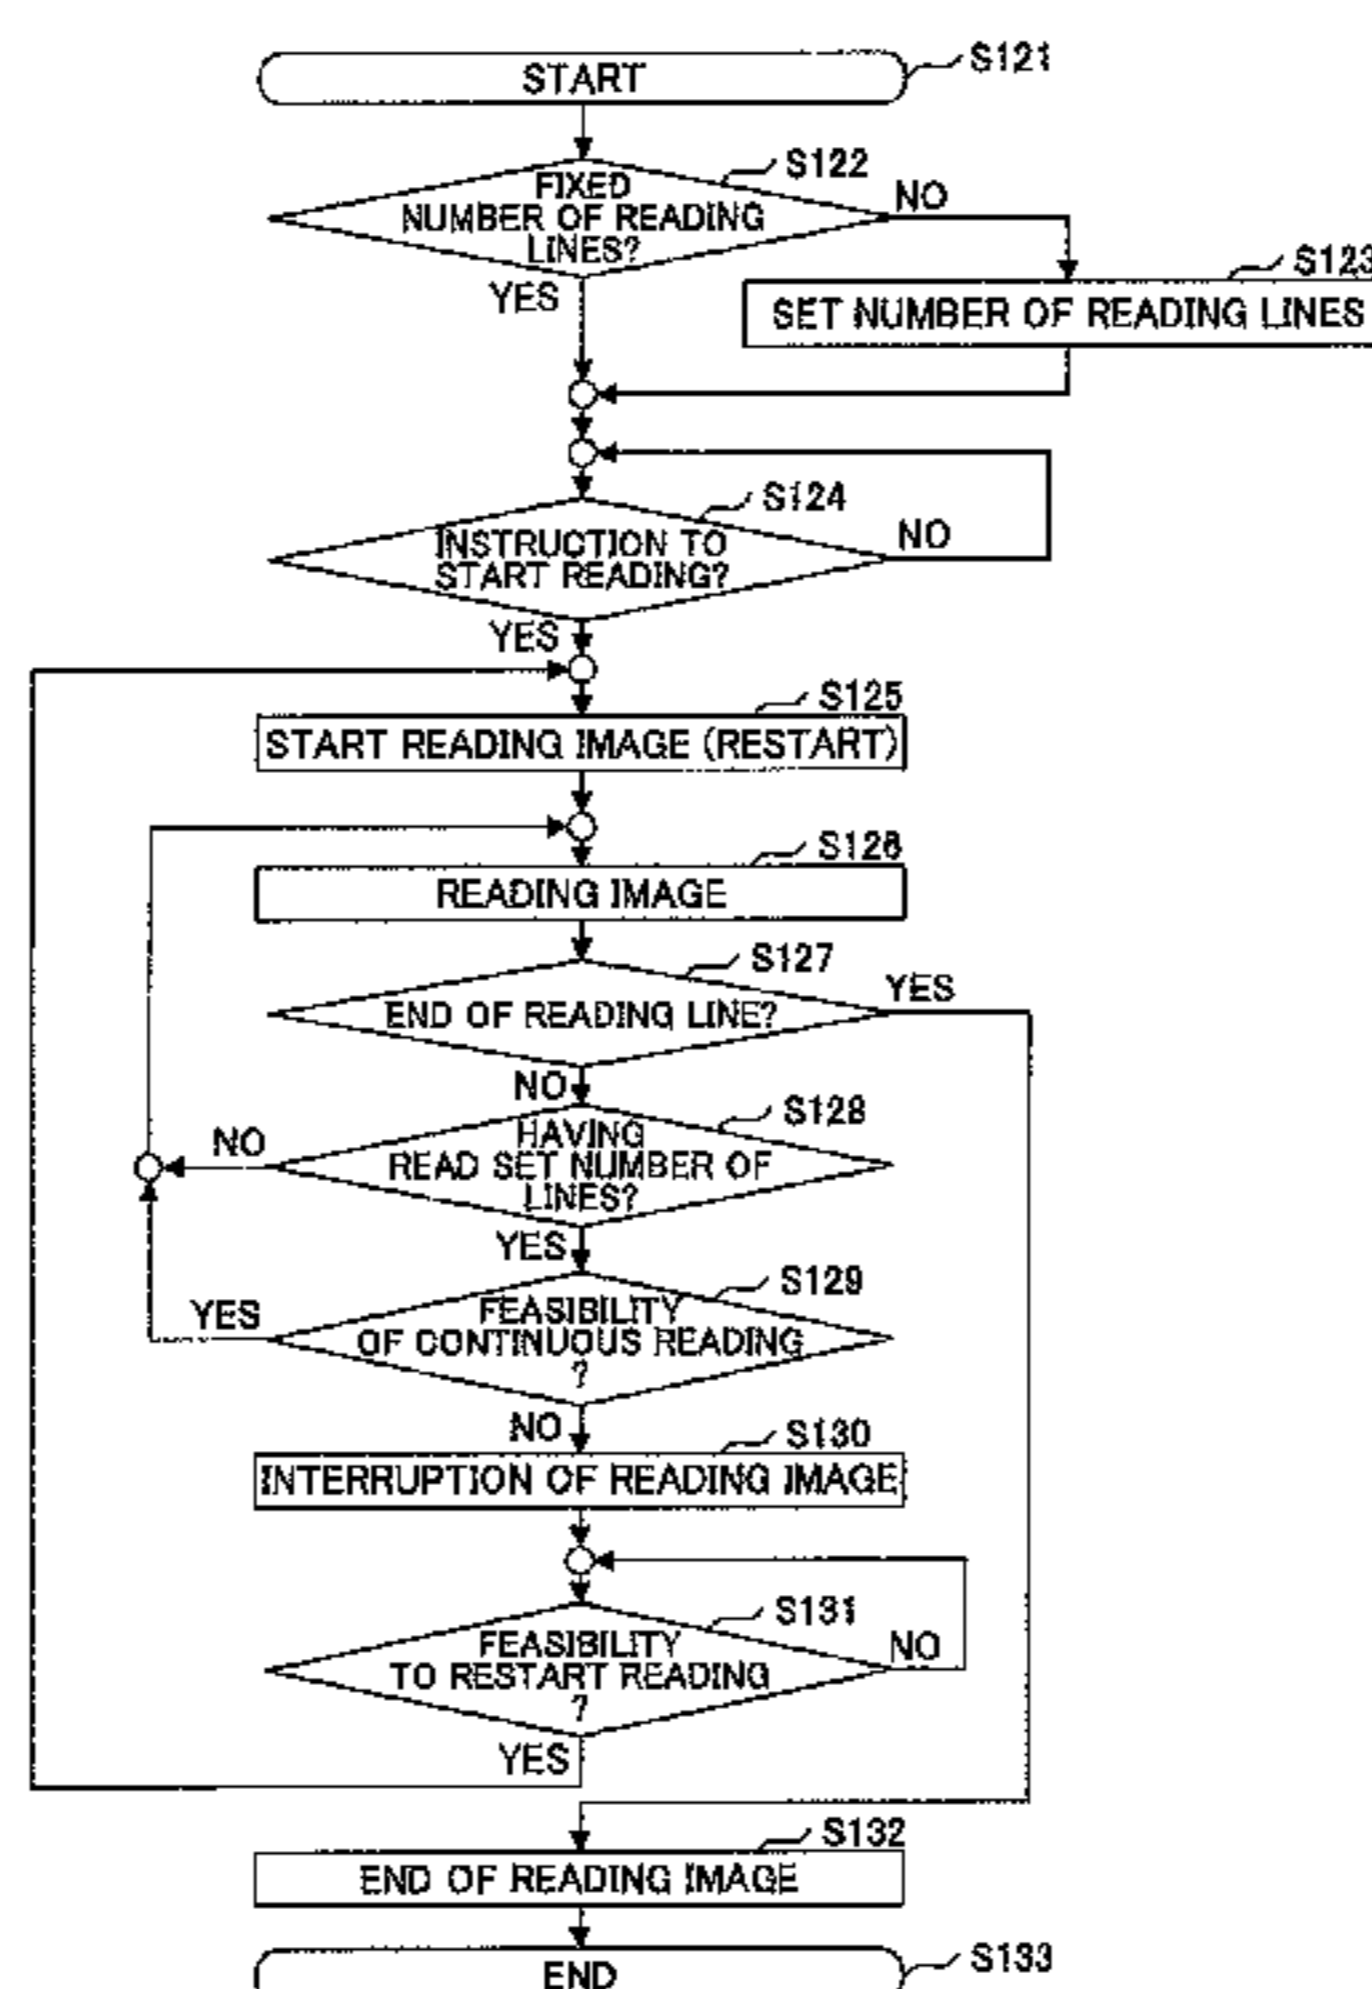 START
S121
S122
FIXED
NUMBER OF READING
LINES?
NO
YES
S123
SET NUMBER OF READING LINES
S124
INSTRUCTION TO
START READING?
NO
YES
S125
START READING IMAGE (RESTART)
S126
READING IMAGE
S127
END OF READING LINE?
YES
NO
S128
HAVING
READ SET NUMBER OF
LINES?
NO
YES
S129
FEASIBILITY
OF CONTINUOUS READING
?
YES
NO
S130
INTERRUPTION OF READING IMAGE
S131
FEASIBILITY
TO RESTART READING
?
NO
YES
S132
END OF READING IMAGE
S133
END